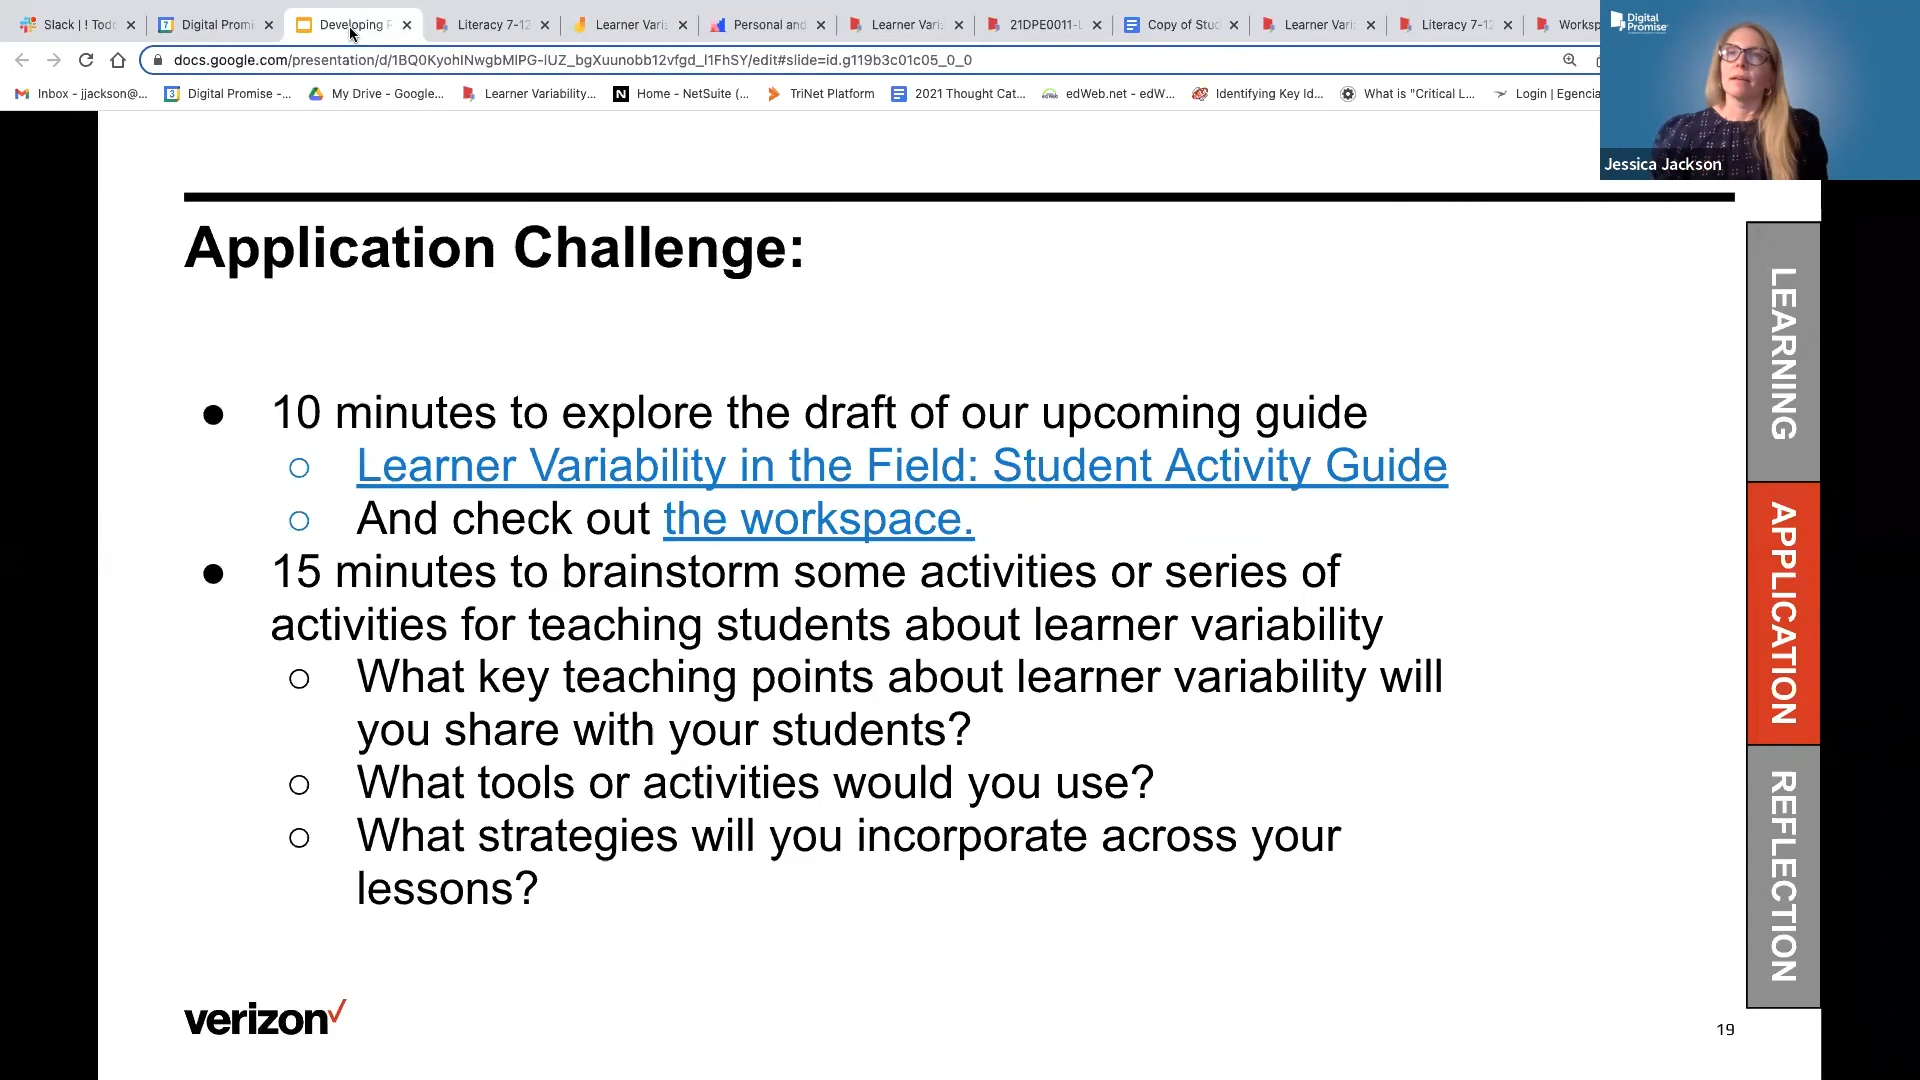 Slack | ! Tod
Digital Promi
Developing
Literacy 7-12
Learner Vari
Personal and
Learner Vari
21DPE0011-
Copy of Stu
Learner Vari
Literacy 7-12
Worksp
docs.google.com/presentation/d/1BQ0KyohINwgbMlPG-lUZ_bgXuunobb12vfgd_l1FhSY/edit#slide=id.g119b3c01c05_0_0
Inbox - jjackson@...
Digital Promise -...
My Drive - Google...
Learner Variability...
Home - NetSuite (...
TriNet Platform
2021 Thought Cat...
edWeb.net - edW...
Identifying Key Id...
What is "Critical L...
Login | Egencia
Digital
Promise
Jessica Jackson
Application Challenge:
● 10 minutes to explore the draft of our upcoming guide
○ Learner Variability in the Field: Student Activity Guide
○ And check out the workspace.
● 15 minutes to brainstorm some activities or series of
activities for teaching students about learner variability
○ What key teaching points about learner variability will
you share with your students?
○ What tools or activities would you use?
○ What strategies will you incorporate across your
lessons?
LEARNING
APPLICATION
REFLECTION
verizon✓
19